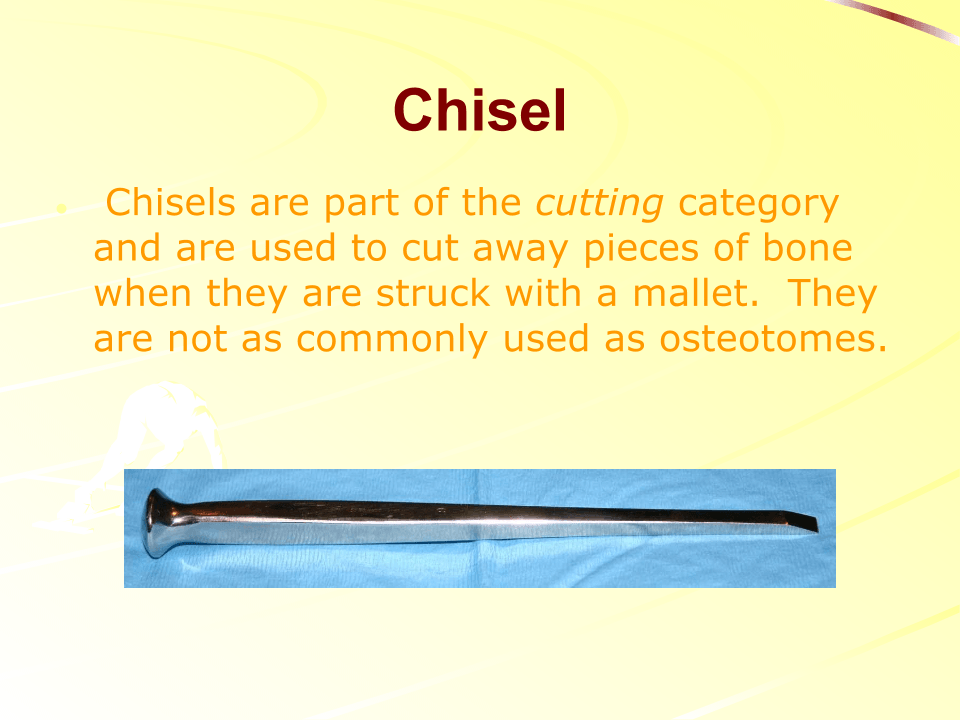 Chisel
• Chisels are part of the cutting category
and are used to cut away pieces of bone
when they are struck with a mallet.  They
are not as commonly used as osteotomes.